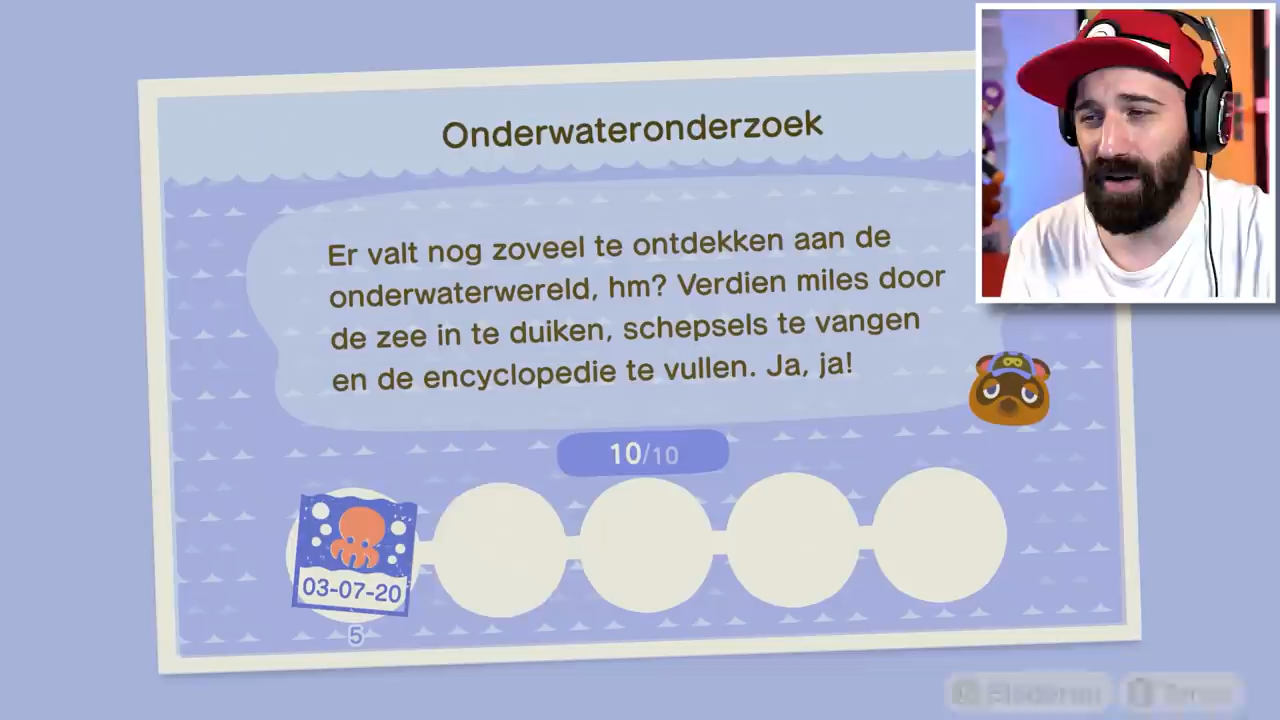 Onderwateronderzoek
Er valt nog zoveel te ontdekken aan de
onderwaterwereld, hm? Verdien miles door
de zee in te duiken, schepsels te vangen
en de encyclopedie te vullen. Ja, ja!
10/10
03-07-20
5